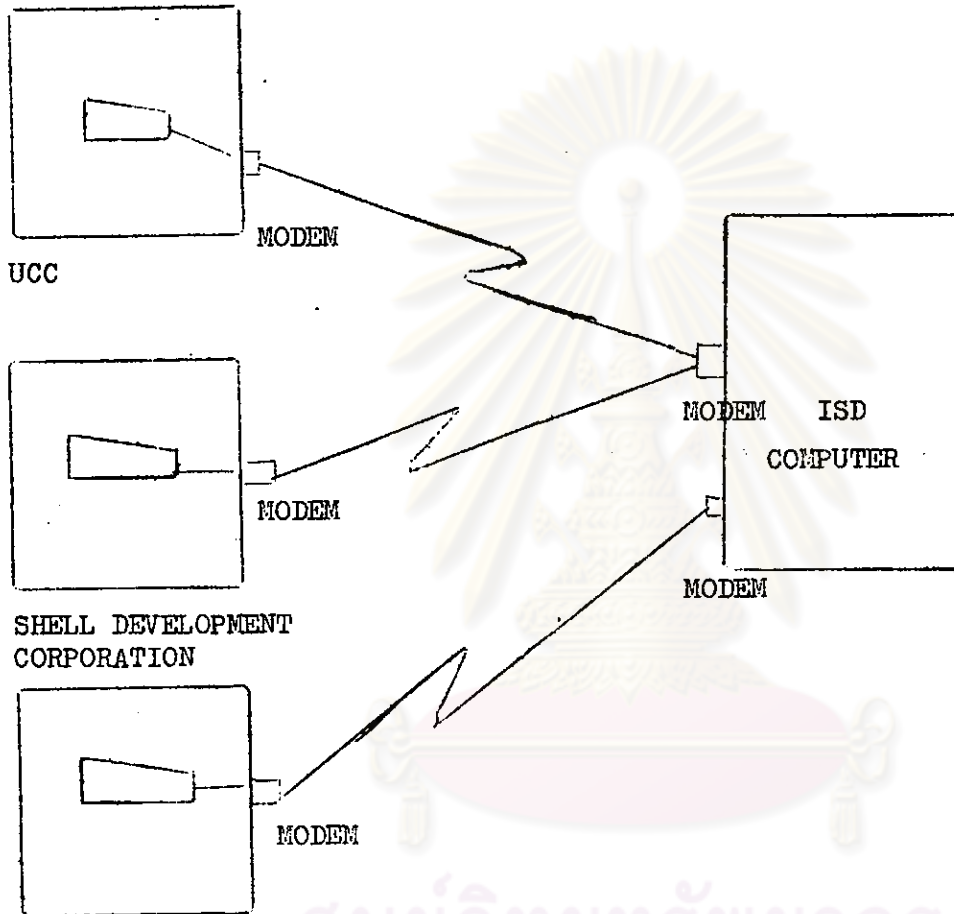 MODEM
UCC
MODEM ISD
COMPUTER
MODEM
MODEM
SHELL DEVELOPMENT
CORPORATION
MODEM